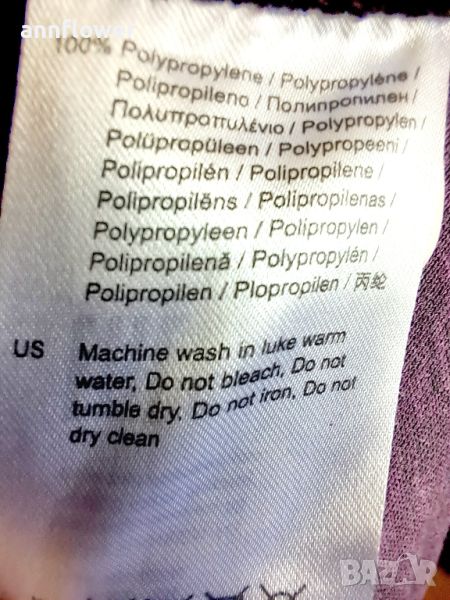 annflower
100% Polypropylene / Polypropylène /
Polipropileno / Полипропилен /
Πολυπροπυλένιο / Polypropylen /
Polüpropüleen / Polypropeeni /
Polipropilén / Polipropilene /
Polipropilēns / Polipropilenas /
Polypropyleen / Polipropylen /
Polipropilenă / Polypropylén /
Polipropilen / Plopropilen / 丙纶
US Machine wash in luke warm
water, Do not bleach, Do not
tumble dry, Do not iron, Do not
dry clean
BAZAR